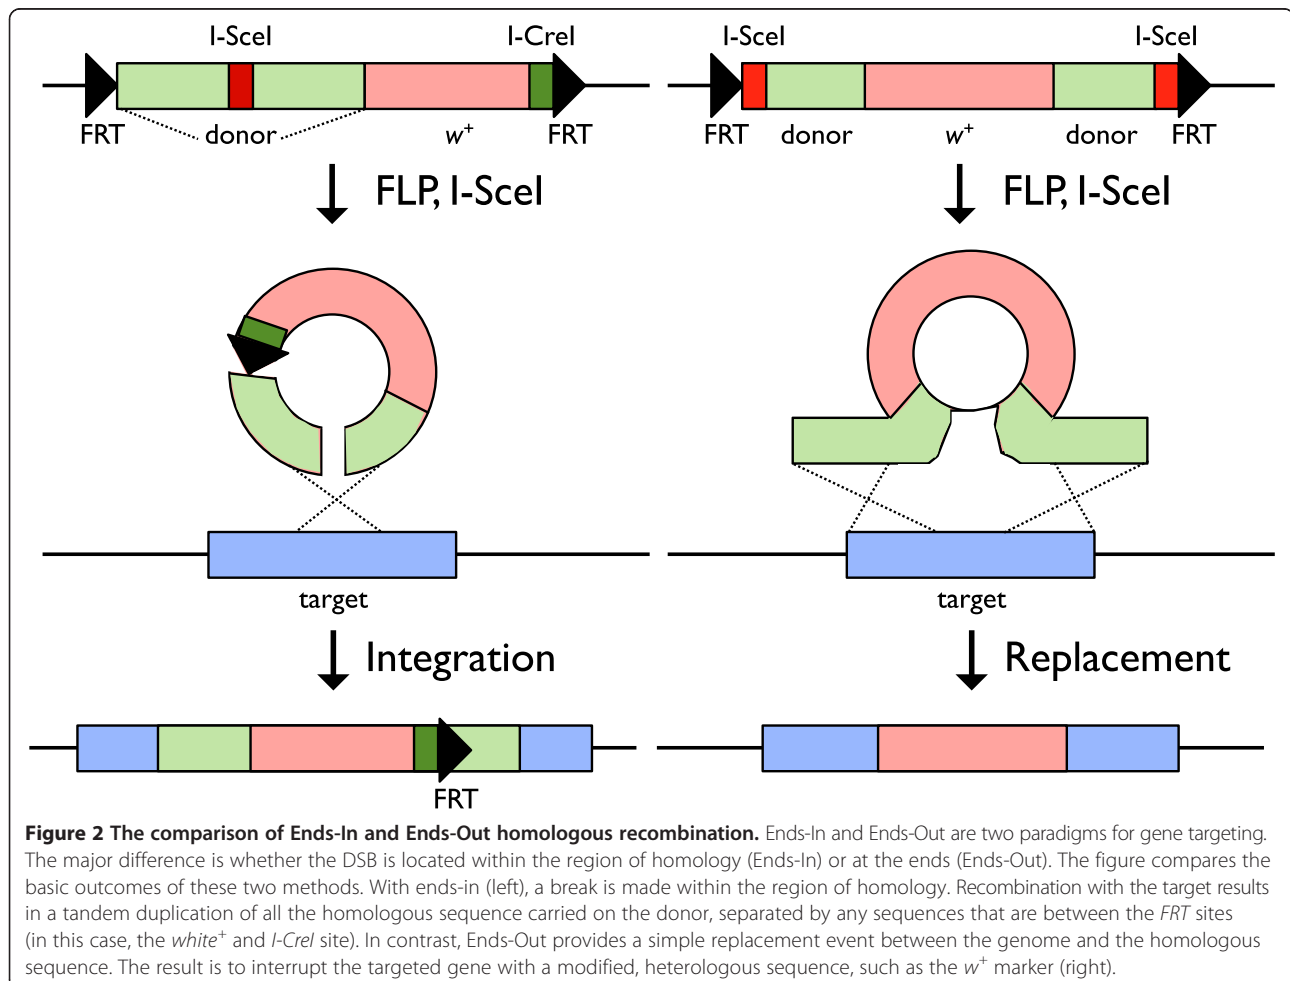 I-SceI I-CreI I-SceI I-SceI
FRT donor w+ FRT FRT donor w+ donor FRT
FLP, I-SceI FLP, I-SceI
target target
Integration Replacement
FRT
Figure 2 The comparison of Ends-In and Ends-Out homologous recombination. Ends-In and Ends-Out are two paradigms for gene targeting.
The major difference is whether the DSB is located within the region of homology (Ends-In) or at the ends (Ends-Out). The figure compares the
basic outcomes of these two methods. With ends-in (left), a break is made within the region of homology. Recombination with the target results
in a tandem duplication of all the homologous sequence carried on the donor, separated by any sequences that are between the FRT sites
(in this case, the white+ and I-CreI site). In contrast, Ends-Out provides a simple replacement event between the genome and the homologous
sequence. The result is to interrupt the targeted gene with a modified, heterologous sequence, such as the w+ marker (right).